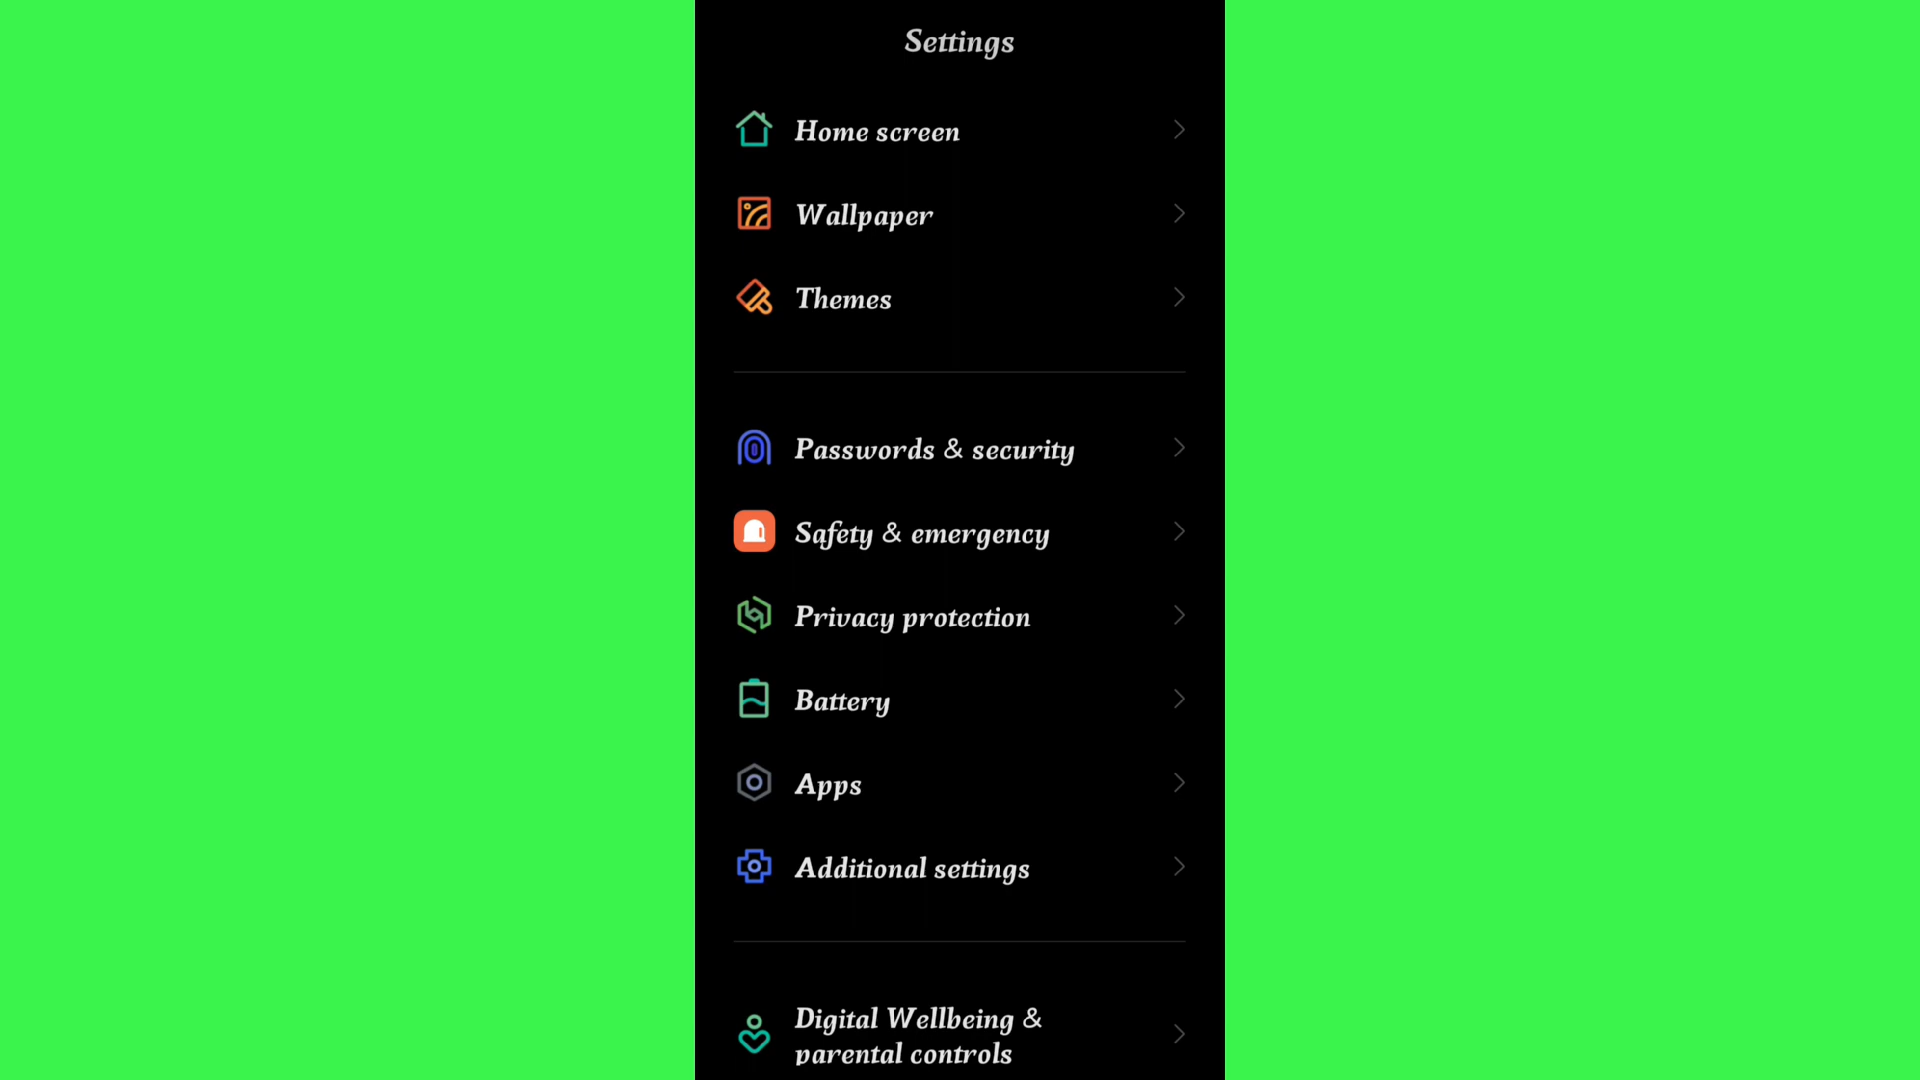 Settings
Home screen
Wallpaper
Themes
Passwords & security
Safety & emergency
Privacy protection
Battery
Apps
Additional settings
Digital Wellbeing &
parental controls